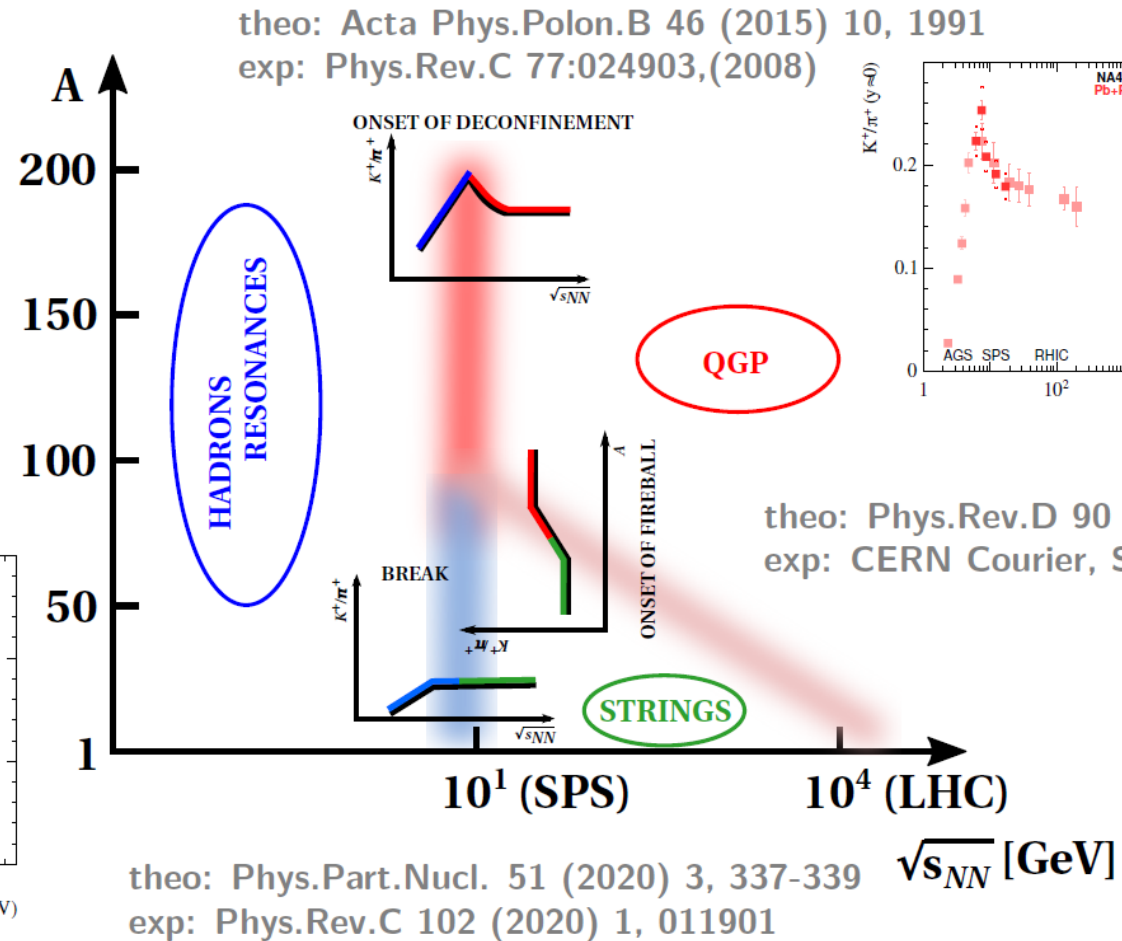 theo: Acta Phys.Polon.B 46 (2015) 10, 1991
exp: Phys.Rev.C 77:024903,(2008)
A
200
150
100
50
1
ONSET OF DECONFINEMENT
K⁺/π⁺
√sNN
HADRONS
RESONANCES
QGP
K⁺/π⁺ (y≈0)
NA4
Pb+P
0.2
0.1
0
AGS SPS RHIC
1
10²
A
ONSET OF FIREBALL
K⁺/π⁺
theo: Phys.Rev.D 90
exp: CERN Courier, S
BREAK
K⁺/π⁺
√sNN
STRINGS
10¹ (SPS)
10⁴ (LHC)
√sNN [GeV]
V)
theo: Phys.Part.Nucl. 51 (2020) 3, 337-339
exp: Phys.Rev.C 102 (2020) 1, 011901